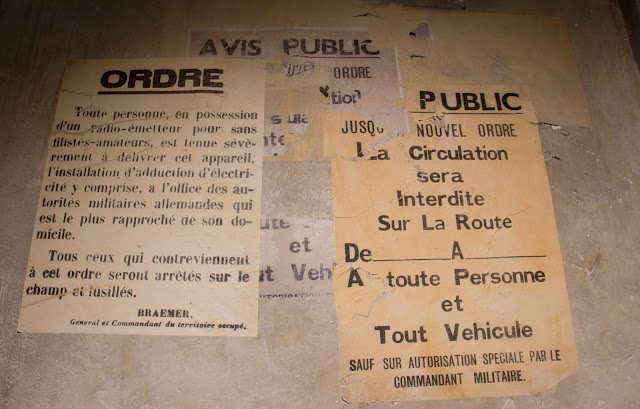 ORDRE
Toute personne, en possession
d'un radio-émetteur pour sans
filistés-amateurs, est tenue sévè-
rement à délivrer cet appareil,
l'installation d'adduction d'électri-
cité y comprise, a l'office des au-
torités militaires allemandes qui
est le plus rapproché de son do-
micile.
Tous ceux qui contreviennent
à cet ordre seront arrêtés sur le
champ et fusillés.
BRAEMER,
Général et Commandant du territoire occupé.
AVIS PUBLIC
ORDRE
tion
et
PUBLIC
JUSQU'A NOUVEL ORDRE
La Circulation
sera
Interdite
Sur La Route
De A
A toute Personne
et
Tout Vehicule
SAUF SUR AUTORISATION SPECIALE PAR LE
COMMANDANT MILITAIRE.